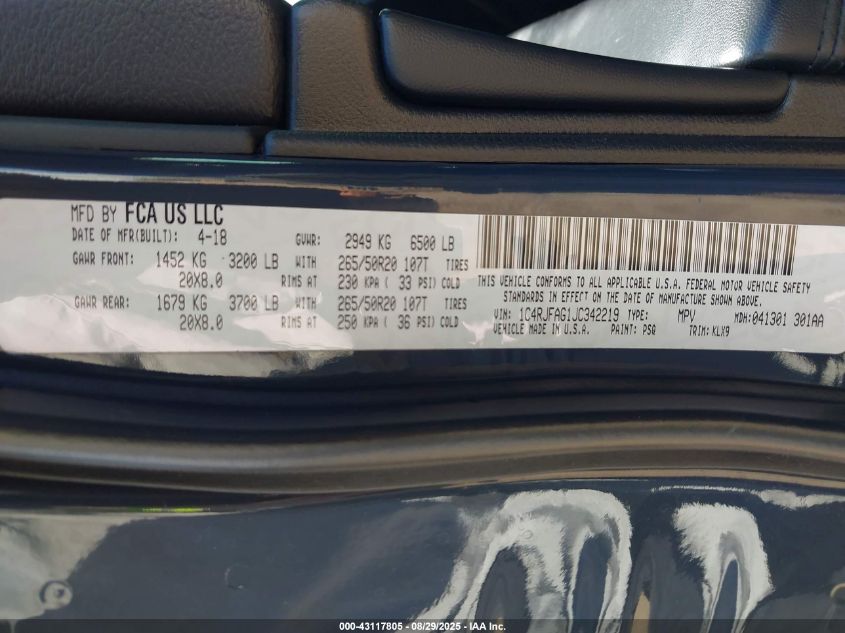 MFD BY FCA US LLC
DATE OF MFR(BUILT): 4-18 GVWR: 2949 KG 6500 LB
GAWR FRONT: 1452 KG 3200 LB WITH 265/50R20 107T TIRES
20X8.0 RIMS AT 230 KPA ( 33 PSI) COLD
GAWR REAR: 1679 KG 3700 LB WITH 265/50R20 107T TIRES
20X8.0 RIMS AT 250 KPA ( 36 PSI) COLD
THIS VEHICLE CONFORMS TO ALL APPLICABLE U.S.A. FEDERAL MOTOR VEHICLE SAFETY
STANDARDS IN EFFECT ON THE DATE OF MANUFACTURE SHOWN ABOVE.
VIN: 1C4RJFAG1JC342219 TYPE: MPV MDH:041301 301AA
VEHICLE MADE IN U.S.A. PAINT: PSQ TRIM: KLX9
000-43117805 - 08/29/2025 - IAA Inc.